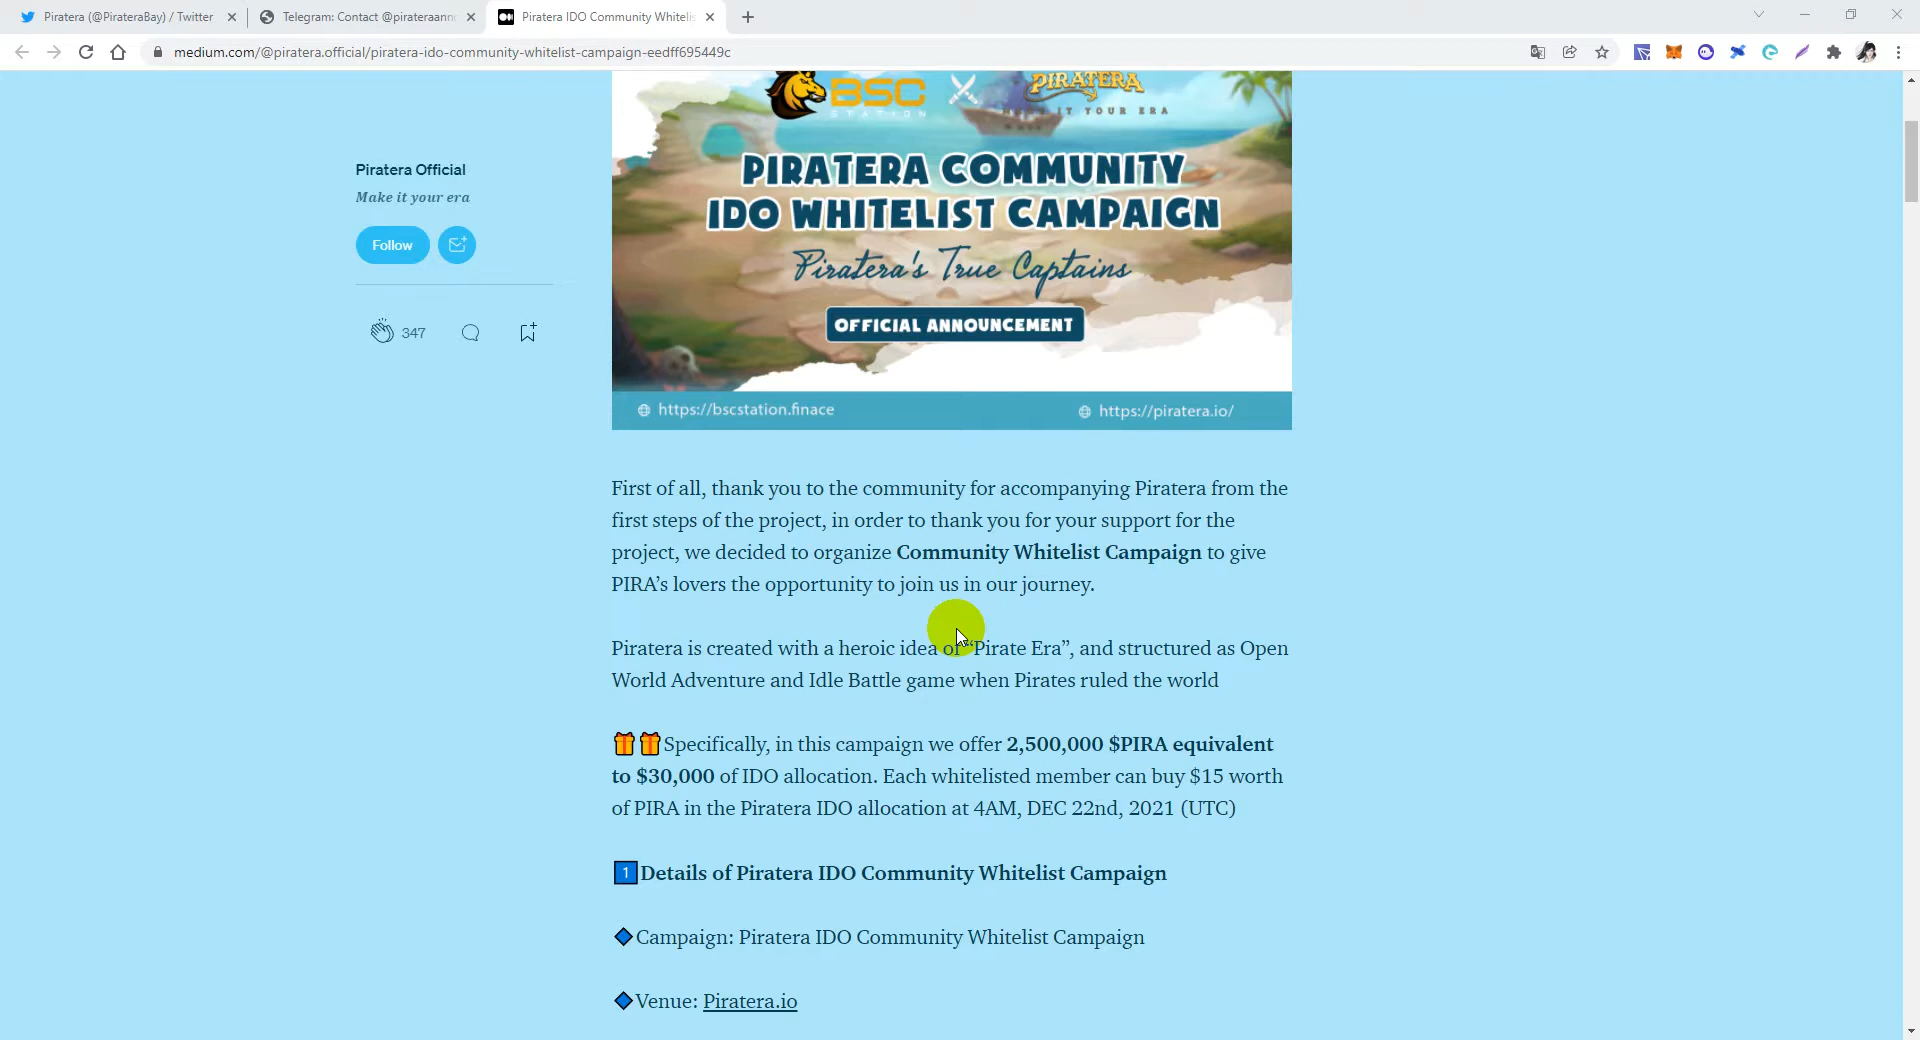 Piratera (@PirateraBay) / Twitter
Telegram: Contact @pirateraann
Piratera IDO Community Whitelis
medium.com/@piratera.official/piratera-ido-community-whitelist-campaign-eedff695449c
Piratera Official
Make it your era
Follow
347
BSC
STATION
PIRATERA
IT YOUR ERA
PIRATERA COMMUNITY
IDO WHITELIST CAMPAIGN
Piratera's True Captains
OFFICIAL ANNOUNCEMENT
https://bscstation.finace
https://piratera.io/
First of all, thank you to the community for accompanying Piratera from the
first steps of the project, in order to thank you for your support for the
project, we decided to organize Community Whitelist Campaign to give
PIRA’s lovers the opportunity to join us in our journey.
Piratera is created with a heroic idea of “Pirate Era”, and structured as Open
World Adventure and Idle Battle game when Pirates ruled the world
🎁🎁Specifically, in this campaign we offer 2,500,000 $PIRA equivalent
to $30,000 of IDO allocation. Each whitelisted member can buy $15 worth
of PIRA in the Piratera IDO allocation at 4AM, DEC 22nd, 2021 (UTC)
1️⃣Details of Piratera IDO Community Whitelist Campaign
🔷Campaign: Piratera IDO Community Whitelist Campaign
🔷Venue: Piratera.io